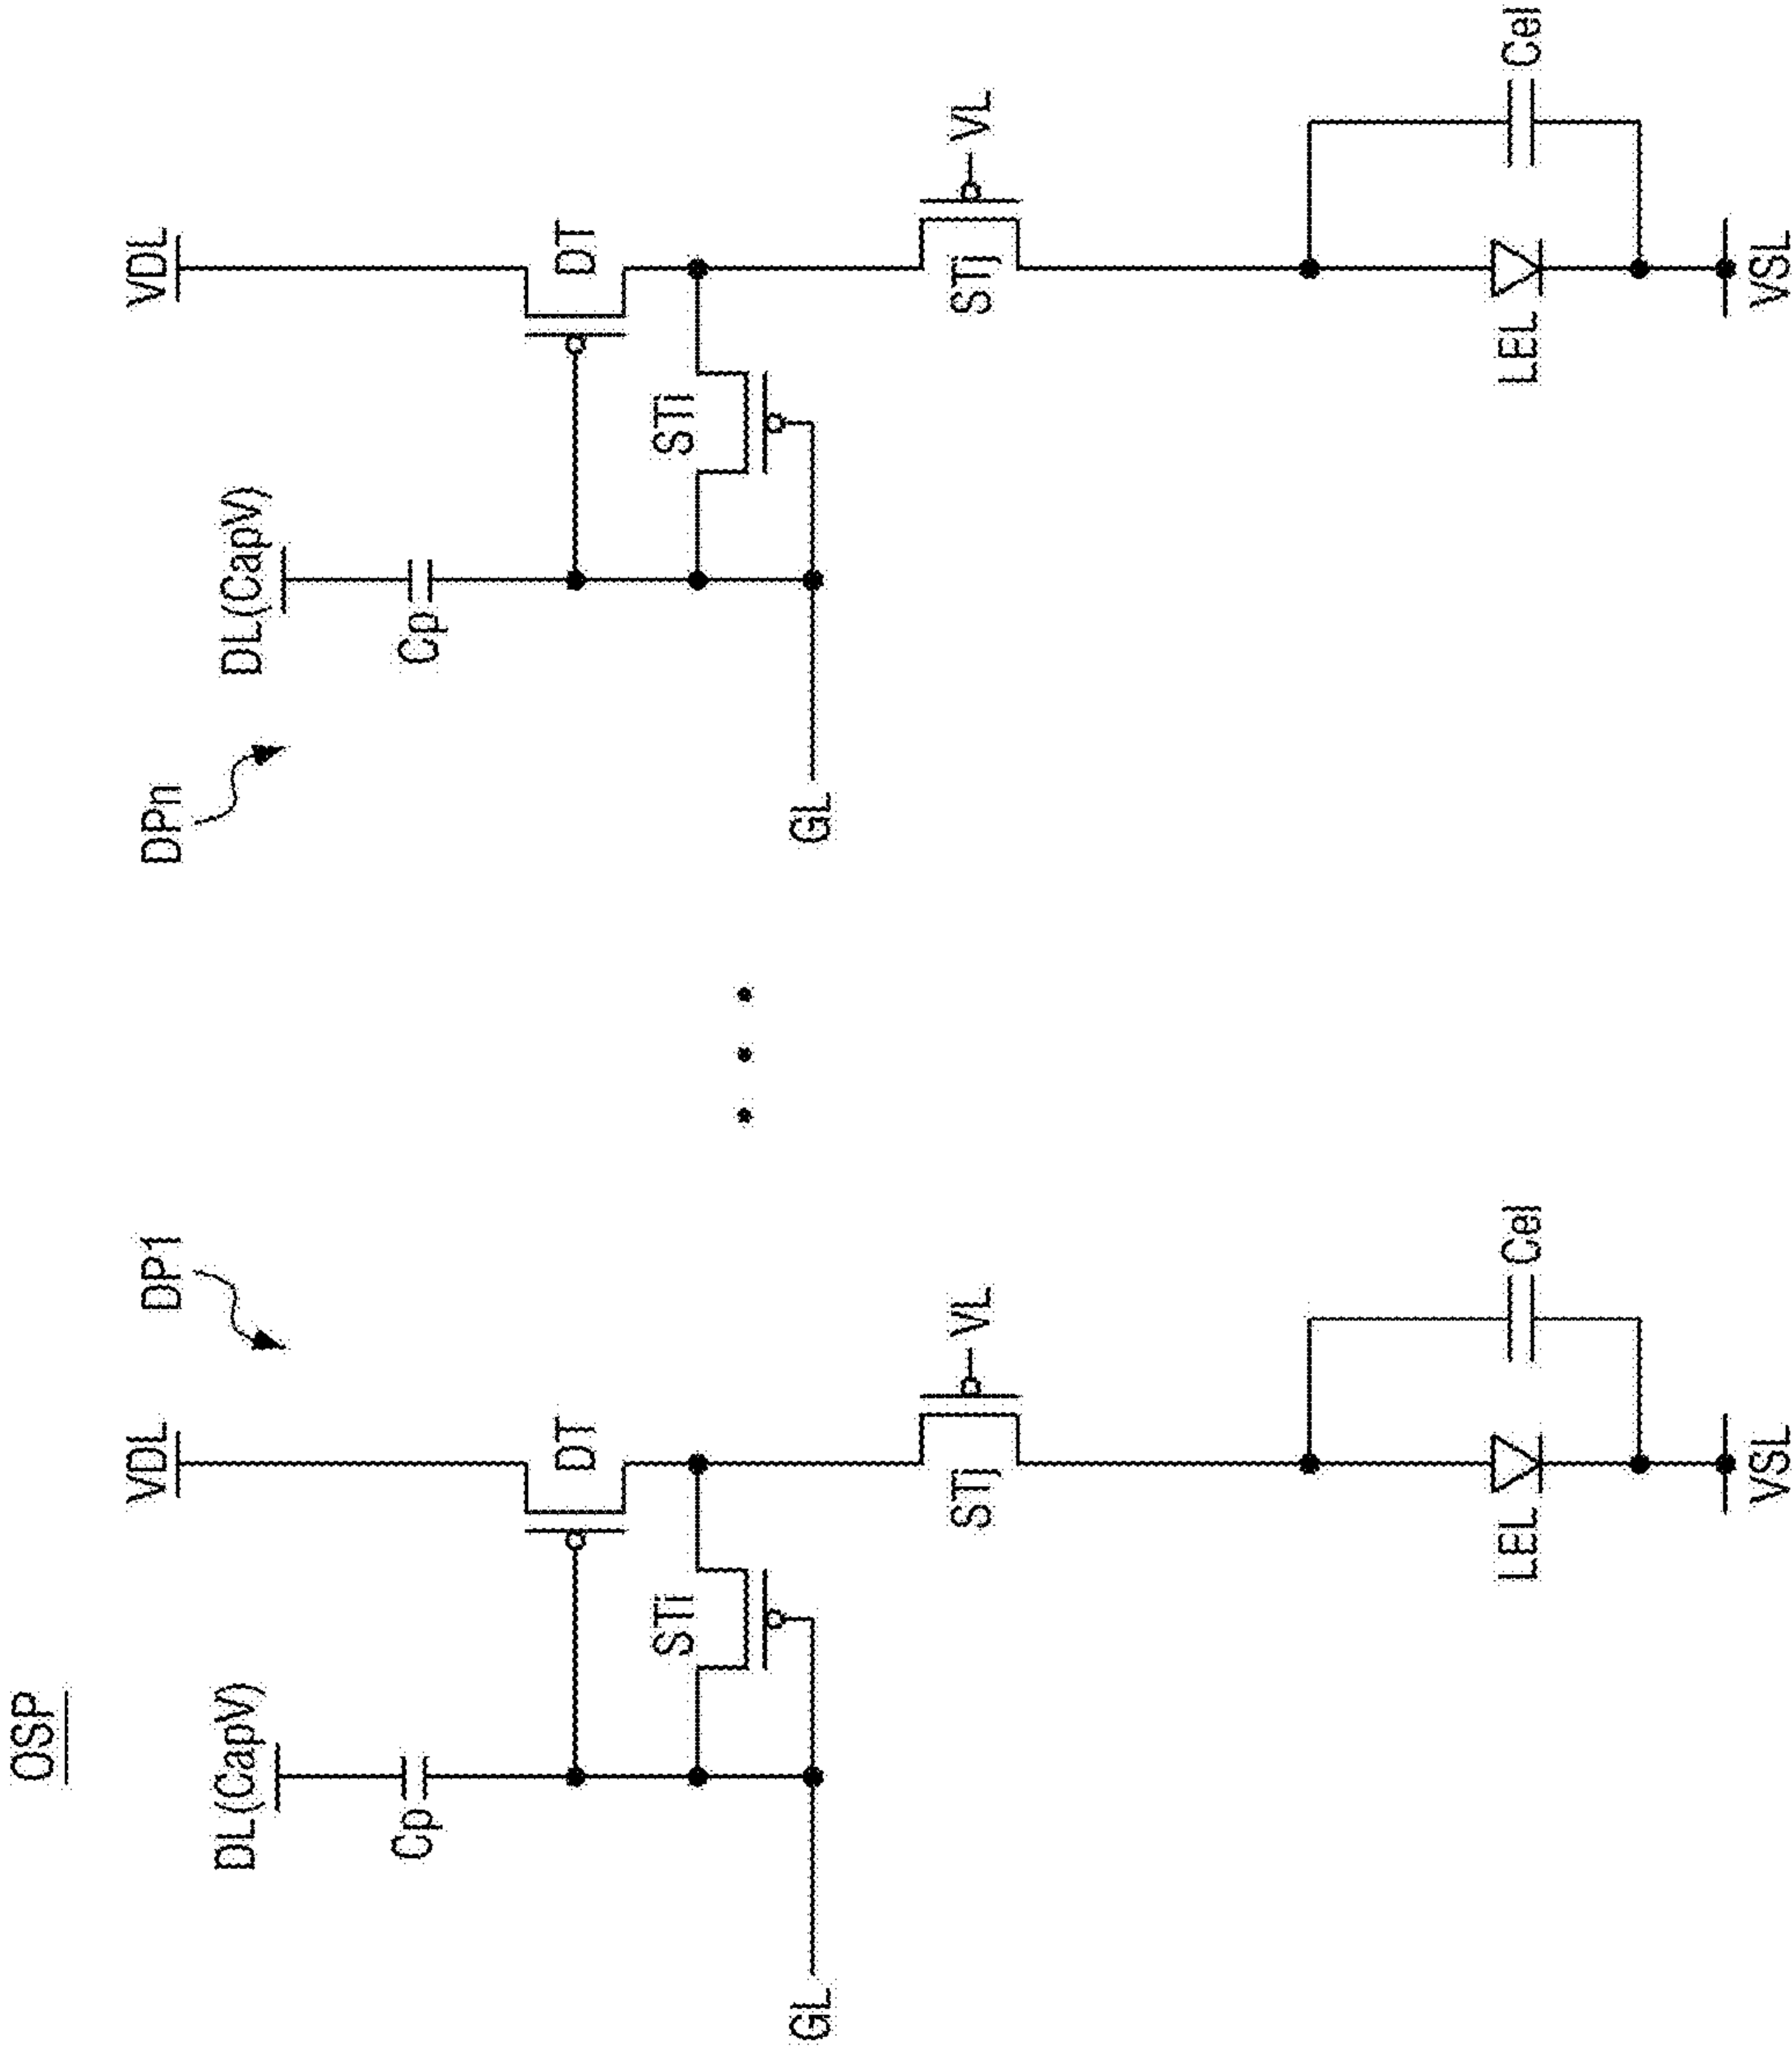 OSP
DP1
VDL
DL(CapV)
Cp
DT
STi
GL
STj
VL
LEL
Cel
VSL
DPn
VDL
DL(CapV)
Cp
DT
STi
GL
STj
VL
LEL
Cel
VSL